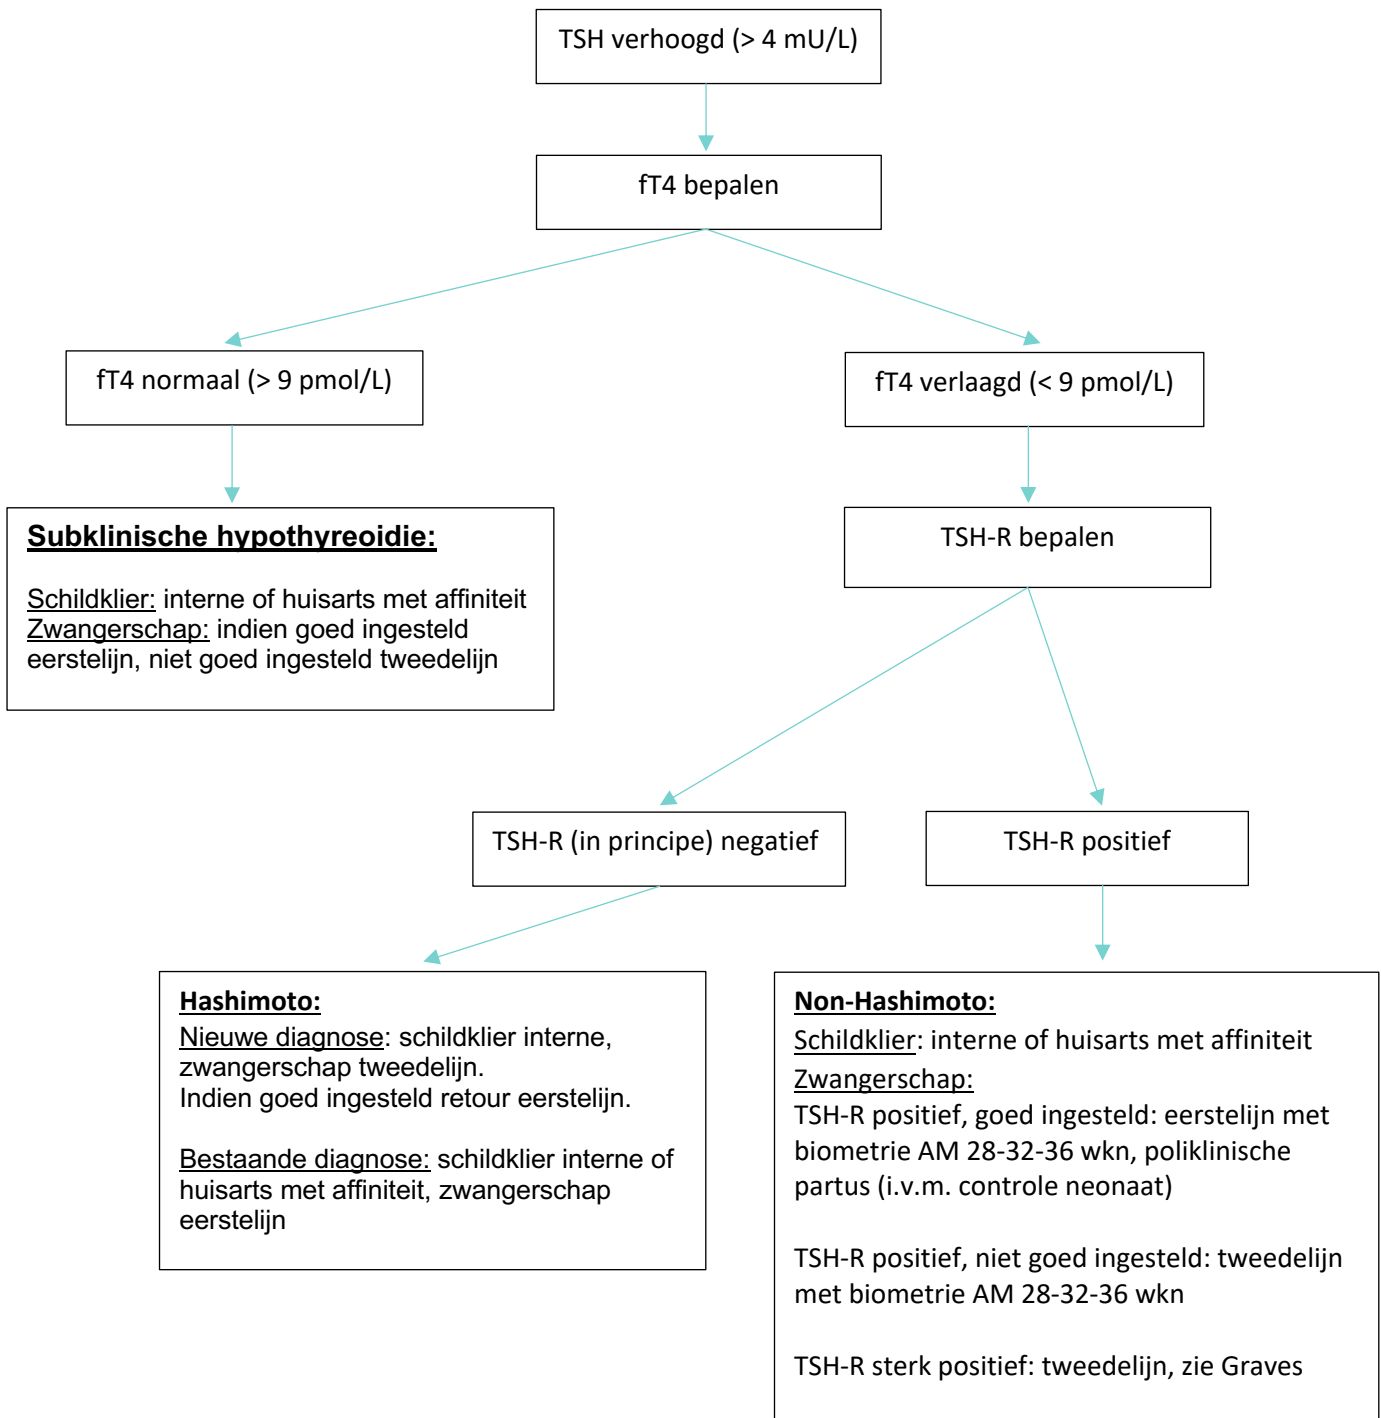 TSH verhoogd (> 4 mU/L)
fT4 bepalen
fT4 normaal (> 9 pmol/L)
fT4 verlaagd (< 9 pmol/L)
Subklinische hypothyreoidie:
Schildklier: interne of huisarts met affiniteit
Zwangerschap: indien goed ingesteld
eerstelijn, niet goed ingesteld tweedelijn
TSH-R bepalen
TSH-R (in principe) negatief
TSH-R positief
Hashimoto:
Nieuwe diagnose: schildklier interne,
zwangerschap tweedelijn.
Indien goed ingesteld retour eerstelijn.
Bestaande diagnose: schildklier interne of
huisarts met affiniteit, zwangerschap
eerstelijn
Non-Hashimoto:
Schildklier: interne of huisarts met affiniteit
Zwangerschap:
TSH-R positief, goed ingesteld: eerstelijn met
biometrie AM 28-32-36 wkn, poliklinische
partus (i.v.m. controle neonaat)
TSH-R positief, niet goed ingesteld: tweedelijn
met biometrie AM 28-32-36 wkn
TSH-R sterk positief: tweedelijn, zie Graves